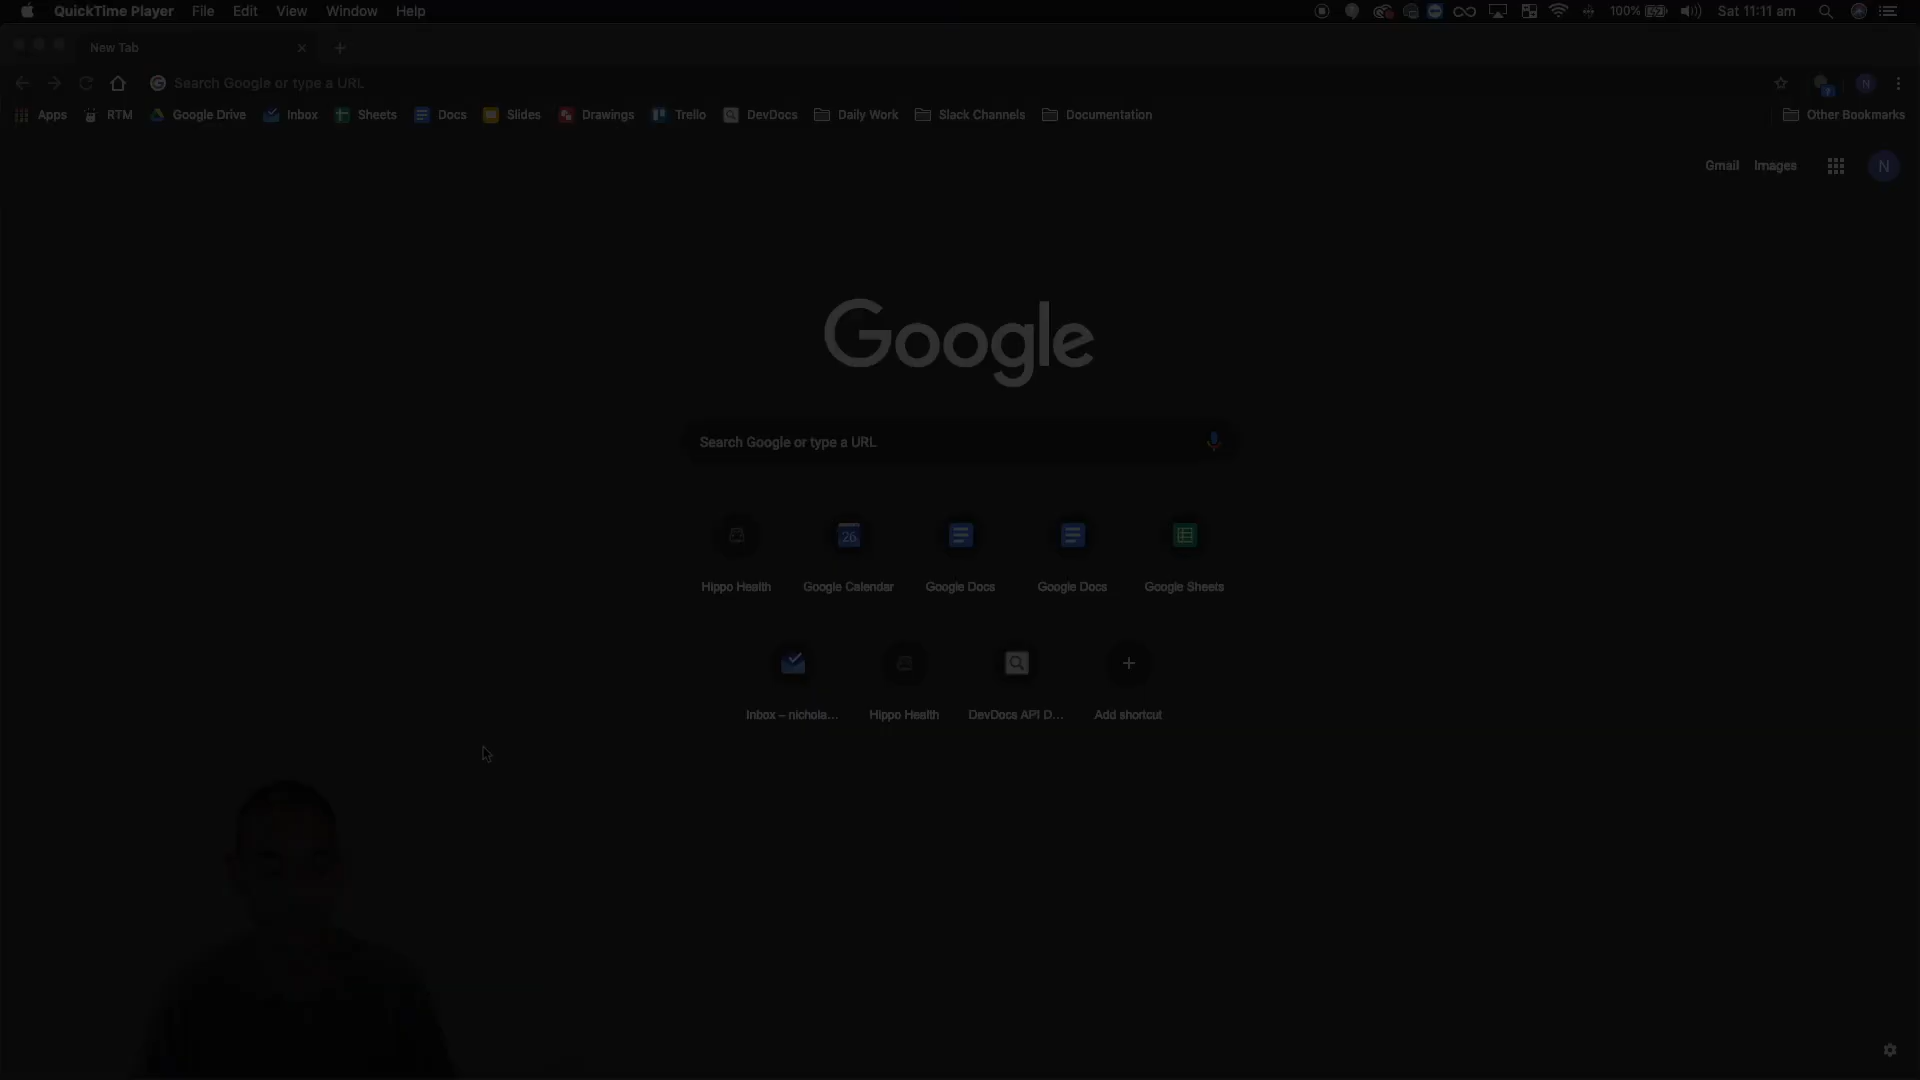 QuickTime Player File Edit View Window Help 100% Sat 11:11 am
New Tab
Search Google or type a URL N
Apps RTM Google Drive Inbox Sheets Docs Slides Drawings Trello DevDocs Daily Work Slack Channels Documentation Other Bookmarks
Gmail Images N
Google
Search Google or type a URL
26
Hippo Health Google Calendar Google Docs Google Docs Google Sheets
Inbox – nichola... Hippo Health DevDocs API D... Add shortcut